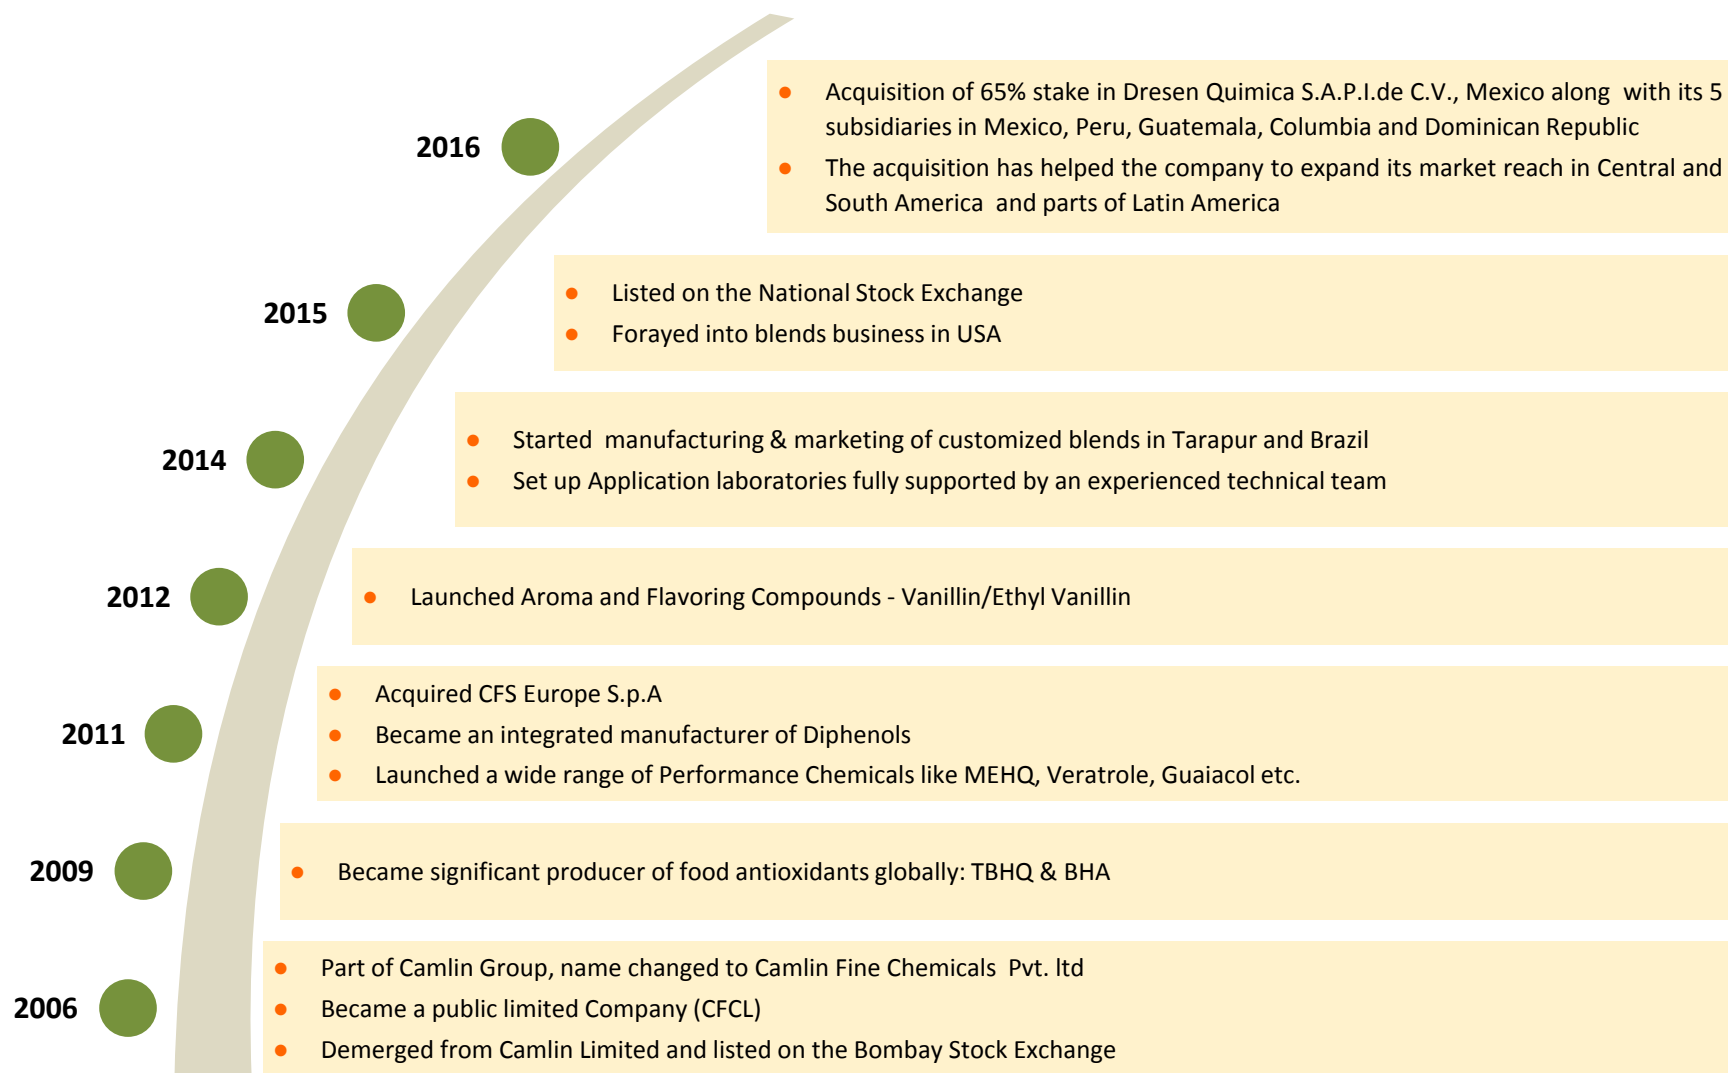 2016
● Acquisition of 65% stake in Dresen Quimica S.A.P.I.de C.V., Mexico along with its 5
subsidiaries in Mexico, Peru, Guatemala, Columbia and Dominican Republic
● The acquisition has helped the company to expand its market reach in Central and
South America and parts of Latin America
2015
● Listed on the National Stock Exchange
● Forayed into blends business in USA
2014
● Started manufacturing & marketing of customized blends in Tarapur and Brazil
● Set up Application laboratories fully supported by an experienced technical team
2012
● Launched Aroma and Flavoring Compounds - Vanillin/Ethyl Vanillin
2011
● Acquired CFS Europe S.p.A
● Became an integrated manufacturer of Diphenols
● Launched a wide range of Performance Chemicals like MEHQ, Veratrole, Guaiacol etc.
2009
● Became significant producer of food antioxidants globally: TBHQ & BHA
2006
● Part of Camlin Group, name changed to Camlin Fine Chemicals Pvt. ltd
● Became a public limited Company (CFCL)
● Demerged from Camlin Limited and listed on the Bombay Stock Exchange